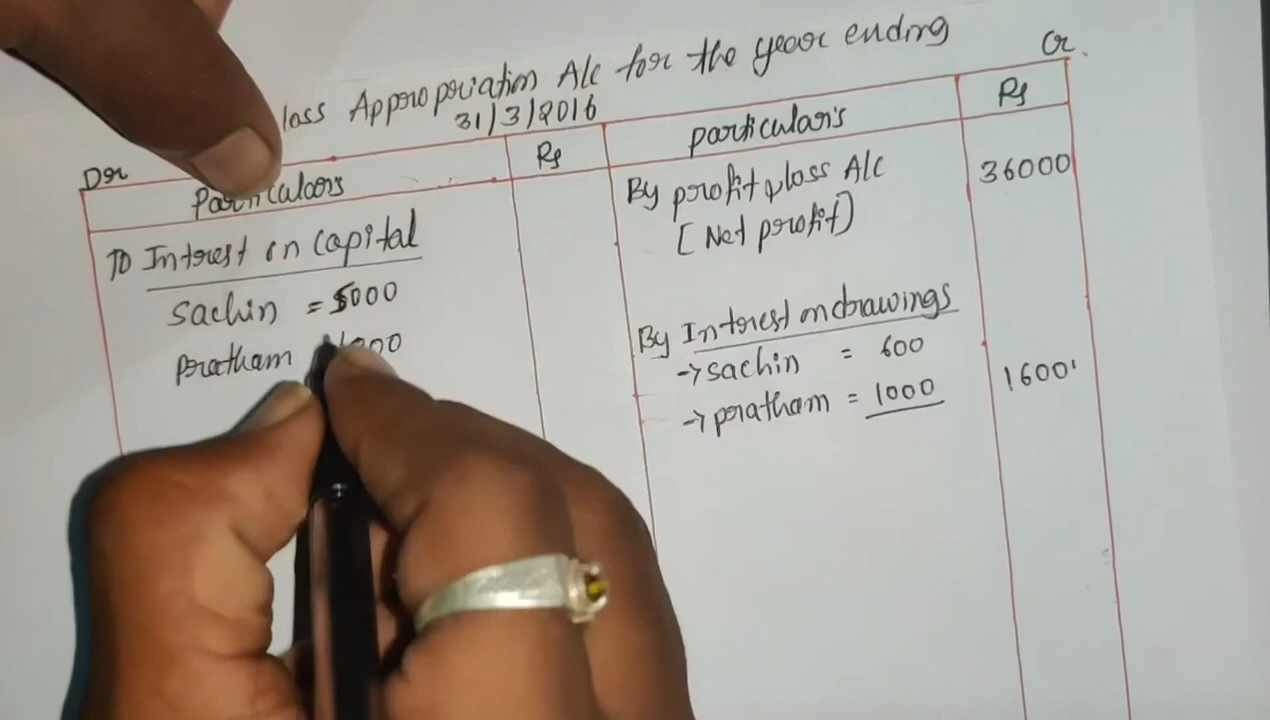 loss Appropriation A/c for the year ending
31/3/2016
Dr Cr.
Particulars Rs particulars Rs
To Interest on capital
Sachin = 5000
pratham
By profit & loss A/c 36000
[Net profit)
By Interest on drawings
→ sachin = 600
→ pratham = 1000 1600